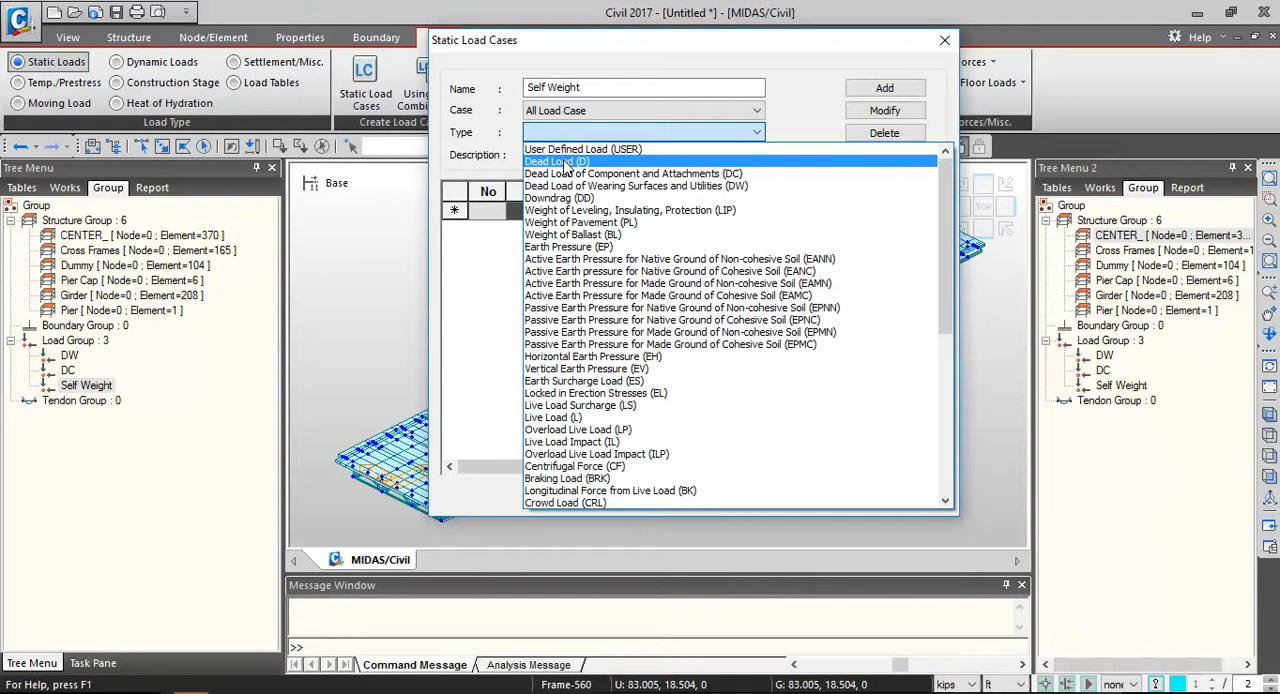 Civil 2017 - [Untitled *] - [MIDAS/Civil]
View
Structure
Node/Element
Properties
Boundary
Help
Static Loads
Dynamic Loads
Settlement/Misc.
Temp./Prestress
Construction Stage
Load Tables
Moving Load
Heat of Hydration
Load Type
LC
Static Load
Cases
Create Load
Floor Loads
Static Load Cases
Name :
Self Weight
Add
Case :
All Load Case
Modify
Type :
Delete
Description :
No
User Defined Load (USER)
Dead Load (D)
Dead Load of Component and Attachments (DC)
Dead Load of Wearing Surfaces and Utilities (DW)
Downdrag (DD)
Weight of Leveling, Insulating, Protection (LIP)
Weight of Pavement (PL)
Weight of Ballast (BL)
Earth Pressure (EP)
Active Earth Pressure for Native Ground of Non-cohesive Soil (EANN)
Active Earth Pressure for Native Ground of Cohesive Soil (EANC)
Active Earth Pressure for Made Ground of Non-cohesive Soil (EAMN)
Active Earth Pressure for Made Ground of Cohesive Soil (EAMC)
Passive Earth Pressure for Native Ground of Non-cohesive Soil (EPNN)
Passive Earth Pressure for Native Ground of Cohesive Soil (EPNC)
Passive Earth Pressure for Made Ground of Non-cohesive Soil (EPMN)
Passive Earth Pressure for Made Ground of Cohesive Soil (EPMC)
Horizontal Earth Pressure (EH)
Vertical Earth Pressure (EV)
Earth Surcharge Load (ES)
Locked in Erection Stresses (EL)
Live Load Surcharge (LS)
Live Load (L)
Overload Live Load (LP)
Live Load Impact (IL)
Overload Live Load Impact (ILP)
Centrifugal Force (CF)
Braking Load (BRK)
Longitudinal Force from Live Load (BK)
Crowd Load (CRL)
Tree Menu
Tables
Works
Group
Report
Group
Structure Group : 6
CENTER_ [ Node=0 ; Element=370 ]
Cross Frames [ Node=0 ; Element=165 ]
Dummy [ Node=0 ; Element=104 ]
Pier Cap [ Node=0 ; Element=6 ]
Girder [ Node=0 ; Element=208 ]
Pier [ Node=0 ; Element=1 ]
Boundary Group : 0
Load Group : 3
DW
DC
Self Weight
Tendon Group : 0
Base
TOP
Tree Menu 2
Tables
Works
Group
Report
Group
Structure Group : 6
CENTER_ [ Node=0 ; Element=3...
Cross Frames [ Node=0 ; Element=1...
Dummy [ Node=0 ; Element=104 ]
Pier Cap [ Node=0 ; Element=6 ]
Girder [ Node=0 ; Element=208 ]
Pier [ Node=0 ; Element=1 ]
Boundary Group : 0
Load Group : 3
DW
DC
Self Weight
Tendon Group : 0
MIDAS/Civil
Message Window
>>
Tree Menu
Task Pane
Command Message
Analysis Message
For Help, press F1
Frame-560
U: 83.005, 18.504, 0
G: 83.005, 18.504, 0
kips
ft
none
1
/ 2